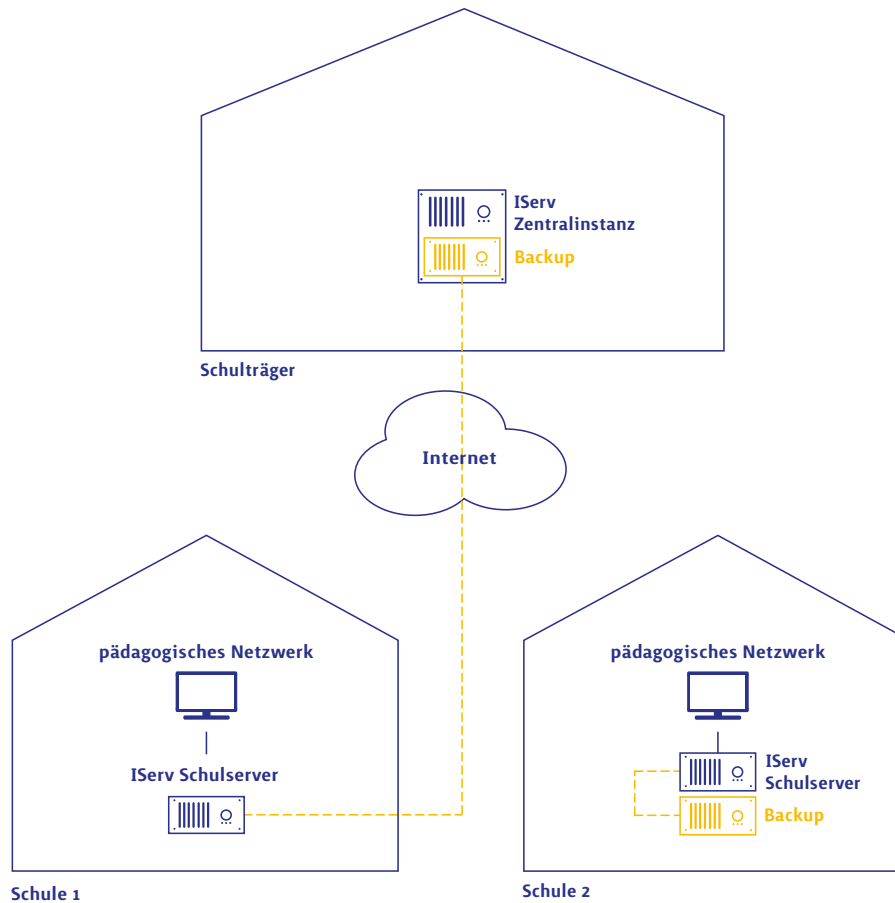 IServ
Zentralinstanz
Backup
Schulträger
Internet
pädagogisches Netzwerk
IServ Schulserver
Schule 1
pädagogisches Netzwerk
IServ
Schulserver
Backup
Schule 2